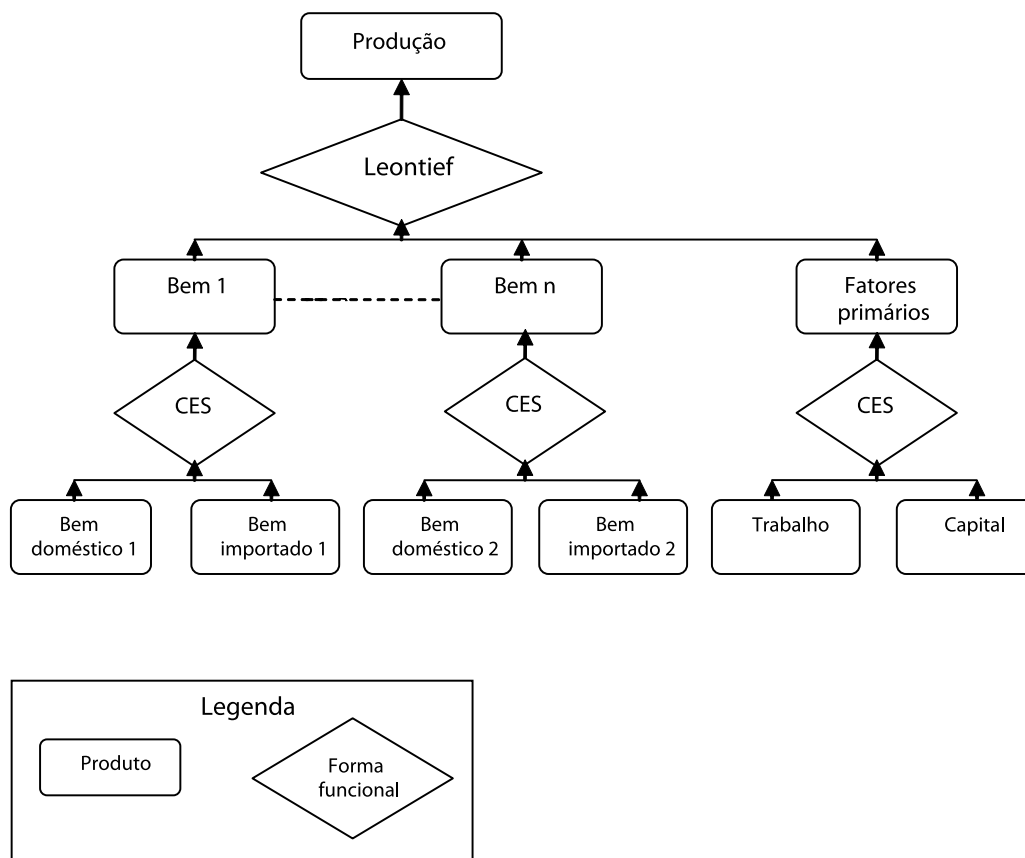 Produção
Leontief
Bem 1
Bem n
Fatores
primários
CES
CES
CES
Bem
doméstico 1
Bem
importado 1
Bem
doméstico 2
Bem
importado 2
Trabalho
Capital
Legenda
Produto
Forma
funcional